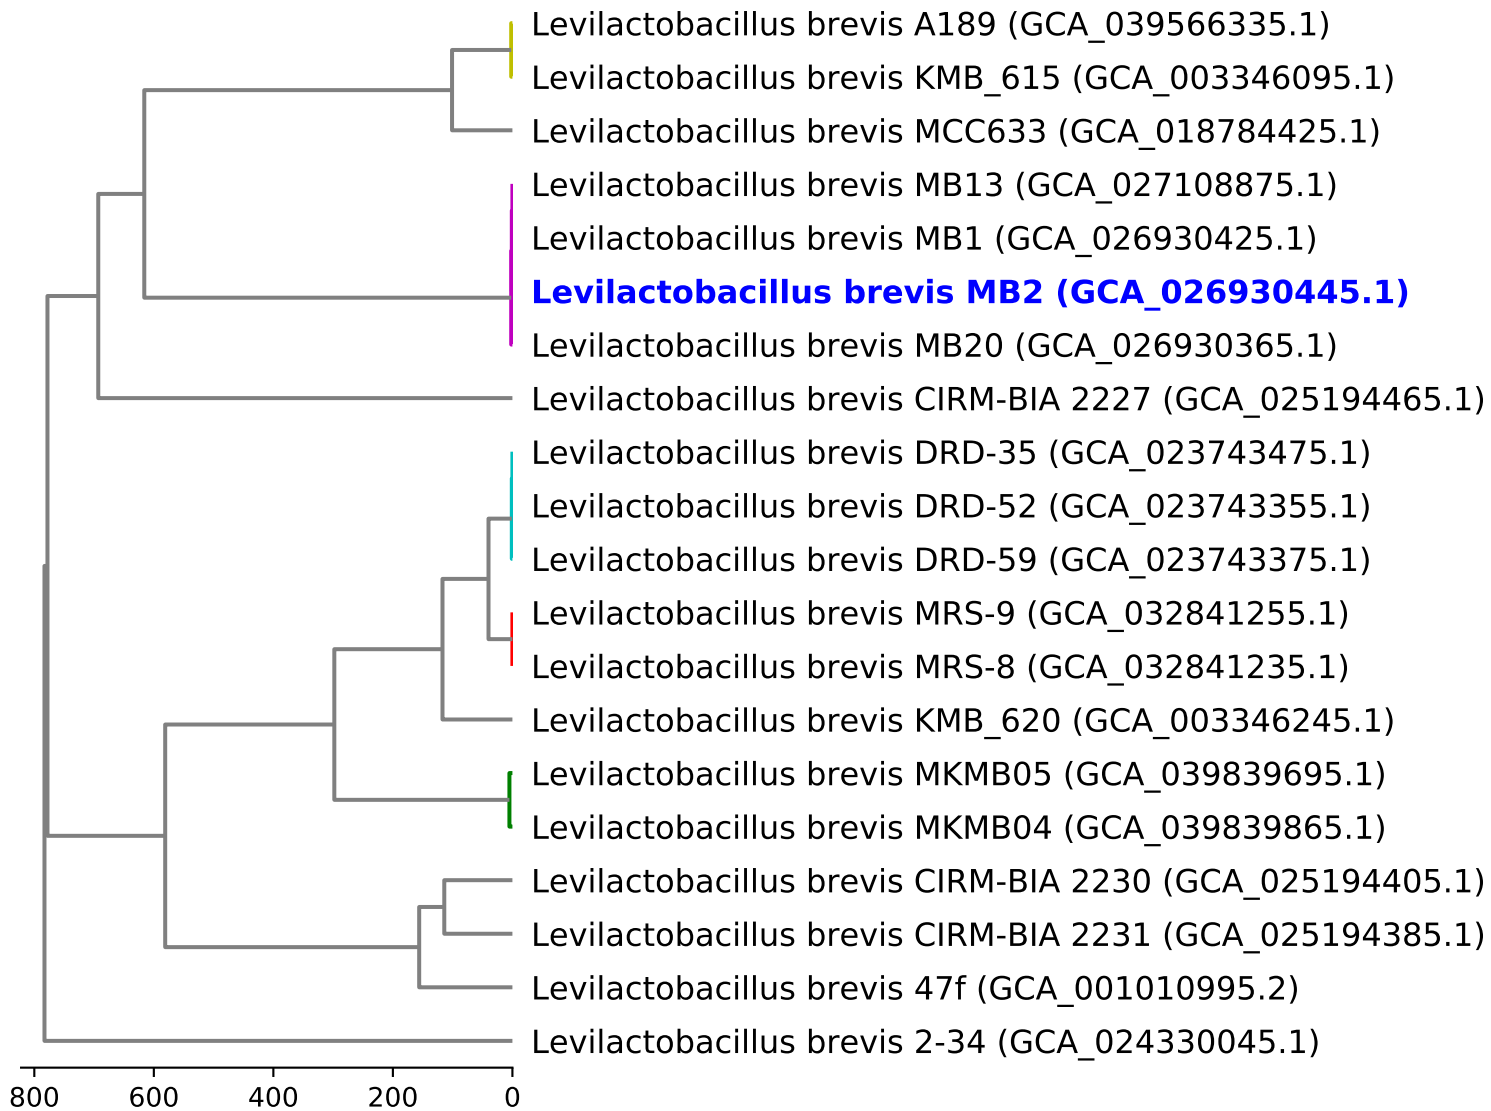 Levilactobacillus brevis A189 (GCA_039566335.1)
Levilactobacillus brevis KMB_615 (GCA_003346095.1)
Levilactobacillus brevis MCC633 (GCA_018784425.1)
Levilactobacillus brevis MB13 (GCA_027108875.1)
Levilactobacillus brevis MB1 (GCA_026930425.1)
Levilactobacillus brevis MB2 (GCA_026930445.1)
Levilactobacillus brevis MB20 (GCA_026930365.1)
Levilactobacillus brevis CIRM-BIA 2227 (GCA_025194465.1)
Levilactobacillus brevis DRD-35 (GCA_023743475.1)
Levilactobacillus brevis DRD-52 (GCA_023743355.1)
Levilactobacillus brevis DRD-59 (GCA_023743375.1)
Levilactobacillus brevis MRS-9 (GCA_032841255.1)
Levilactobacillus brevis MRS-8 (GCA_032841235.1)
Levilactobacillus brevis KMB_620 (GCA_003346245.1)
Levilactobacillus brevis MKMB05 (GCA_039839695.1)
Levilactobacillus brevis MKMB04 (GCA_039839865.1)
Levilactobacillus brevis CIRM-BIA 2230 (GCA_025194405.1)
Levilactobacillus brevis CIRM-BIA 2231 (GCA_025194385.1)
Levilactobacillus brevis 47f (GCA_001010995.2)
Levilactobacillus brevis 2-34 (GCA_024330045.1)
800 600 400 200 0